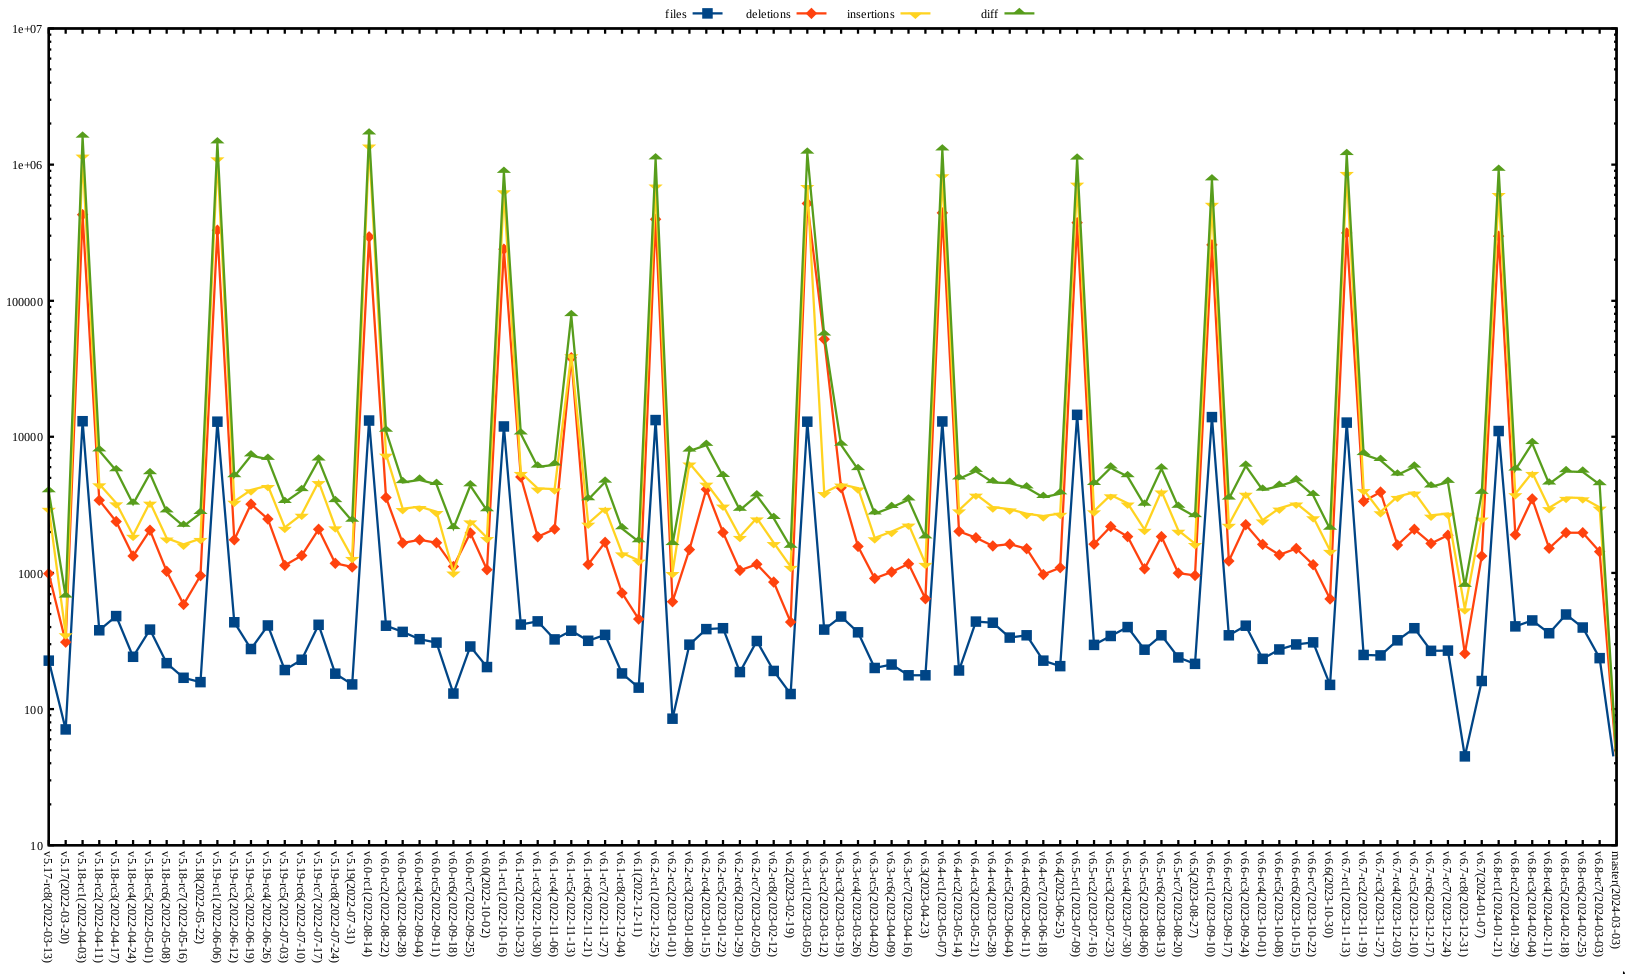 files
deletions
insertions
diff
1e+07
1e+06
100000
10000
1000
100
10
v5.17-rc8(2022-03-13)
v5.17(2022-03-20)
v5.18-rc1(2022-04-03)
v5.18-rc2(2022-04-11)
v5.18-rc3(2022-04-17)
v5.18-rc4(2022-04-24)
v5.18-rc5(2022-05-01)
v5.18-rc6(2022-05-08)
v5.18-rc7(2022-05-16)
v5.18(2022-05-22)
v5.19-rc1(2022-06-06)
v5.19-rc2(2022-06-12)
v5.19-rc3(2022-06-19)
v5.19-rc4(2022-06-26)
v5.19-rc5(2022-07-03)
v5.19-rc6(2022-07-10)
v5.19-rc7(2022-07-17)
v5.19-rc8(2022-07-24)
v5.19(2022-07-31)
v6.0-rc1(2022-08-14)
v6.0-rc2(2022-08-22)
v6.0-rc3(2022-08-28)
v6.0-rc4(2022-09-04)
v6.0-rc5(2022-09-11)
v6.0-rc6(2022-09-18)
v6.0-rc7(2022-09-25)
v6.0(2022-10-02)
v6.1-rc1(2022-10-16)
v6.1-rc2(2022-10-23)
v6.1-rc3(2022-10-30)
v6.1-rc4(2022-11-06)
v6.1-rc5(2022-11-13)
v6.1-rc6(2022-11-21)
v6.1-rc7(2022-11-27)
v6.1-rc8(2022-12-04)
v6.1(2022-12-11)
v6.2-rc1(2022-12-25)
v6.2-rc2(2023-01-01)
v6.2-rc3(2023-01-08)
v6.2-rc4(2023-01-15)
v6.2-rc5(2023-01-22)
v6.2-rc6(2023-01-29)
v6.2-rc7(2023-02-05)
v6.2-rc8(2023-02-12)
v6.2(2023-02-19)
v6.3-rc1(2023-03-05)
v6.3-rc2(2023-03-12)
v6.3-rc3(2023-03-19)
v6.3-rc4(2023-03-26)
v6.3-rc5(2023-04-02)
v6.3-rc6(2023-04-09)
v6.3-rc7(2023-04-16)
v6.3(2023-04-23)
v6.4-rc1(2023-05-07)
v6.4-rc2(2023-05-14)
v6.4-rc3(2023-05-21)
v6.4-rc4(2023-05-28)
v6.4-rc5(2023-06-04)
v6.4-rc6(2023-06-11)
v6.4-rc7(2023-06-18)
v6.4(2023-06-25)
v6.5-rc1(2023-07-09)
v6.5-rc2(2023-07-16)
v6.5-rc3(2023-07-23)
v6.5-rc4(2023-07-30)
v6.5-rc5(2023-08-06)
v6.5-rc6(2023-08-13)
v6.5-rc7(2023-08-20)
v6.5(2023-08-27)
v6.6-rc1(2023-09-10)
v6.6-rc2(2023-09-17)
v6.6-rc3(2023-09-24)
v6.6-rc4(2023-10-01)
v6.6-rc5(2023-10-08)
v6.6-rc6(2023-10-15)
v6.6-rc7(2023-10-22)
v6.6(2023-10-30)
v6.7-rc1(2023-11-13)
v6.7-rc2(2023-11-19)
v6.7-rc3(2023-11-27)
v6.7-rc4(2023-12-03)
v6.7-rc5(2023-12-10)
v6.7-rc6(2023-12-17)
v6.7-rc7(2023-12-24)
v6.7-rc8(2023-12-31)
v6.7(2024-01-07)
v6.8-rc1(2024-01-21)
v6.8-rc2(2024-01-29)
v6.8-rc3(2024-02-04)
v6.8-rc4(2024-02-11)
v6.8-rc5(2024-02-18)
v6.8-rc6(2024-02-25)
v6.8-rc7(2024-03-03)
master(2024-03-03)